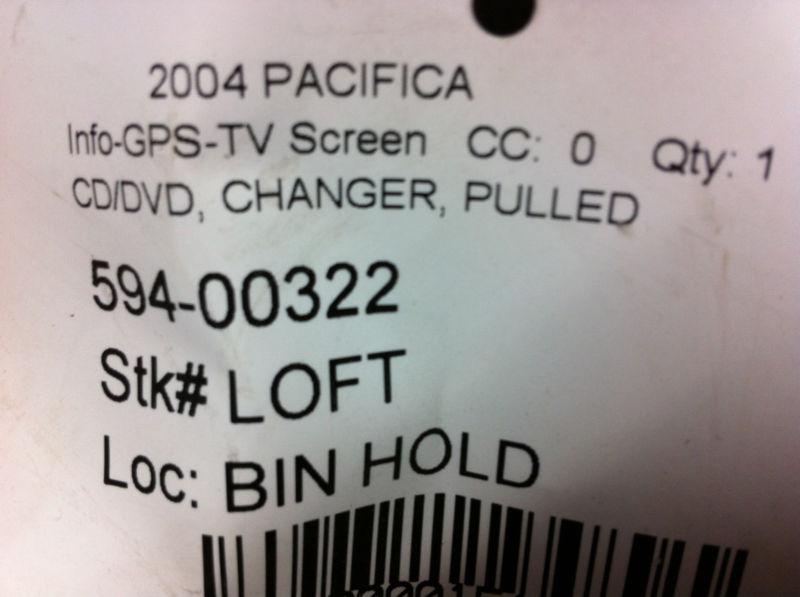 2004 PACIFICA
Info-GPS-TV Screen CC: 0 Qty: 1
CD/DVD, CHANGER, PULLED
594-00322
Stk# LOFT
Loc: BIN HOLD